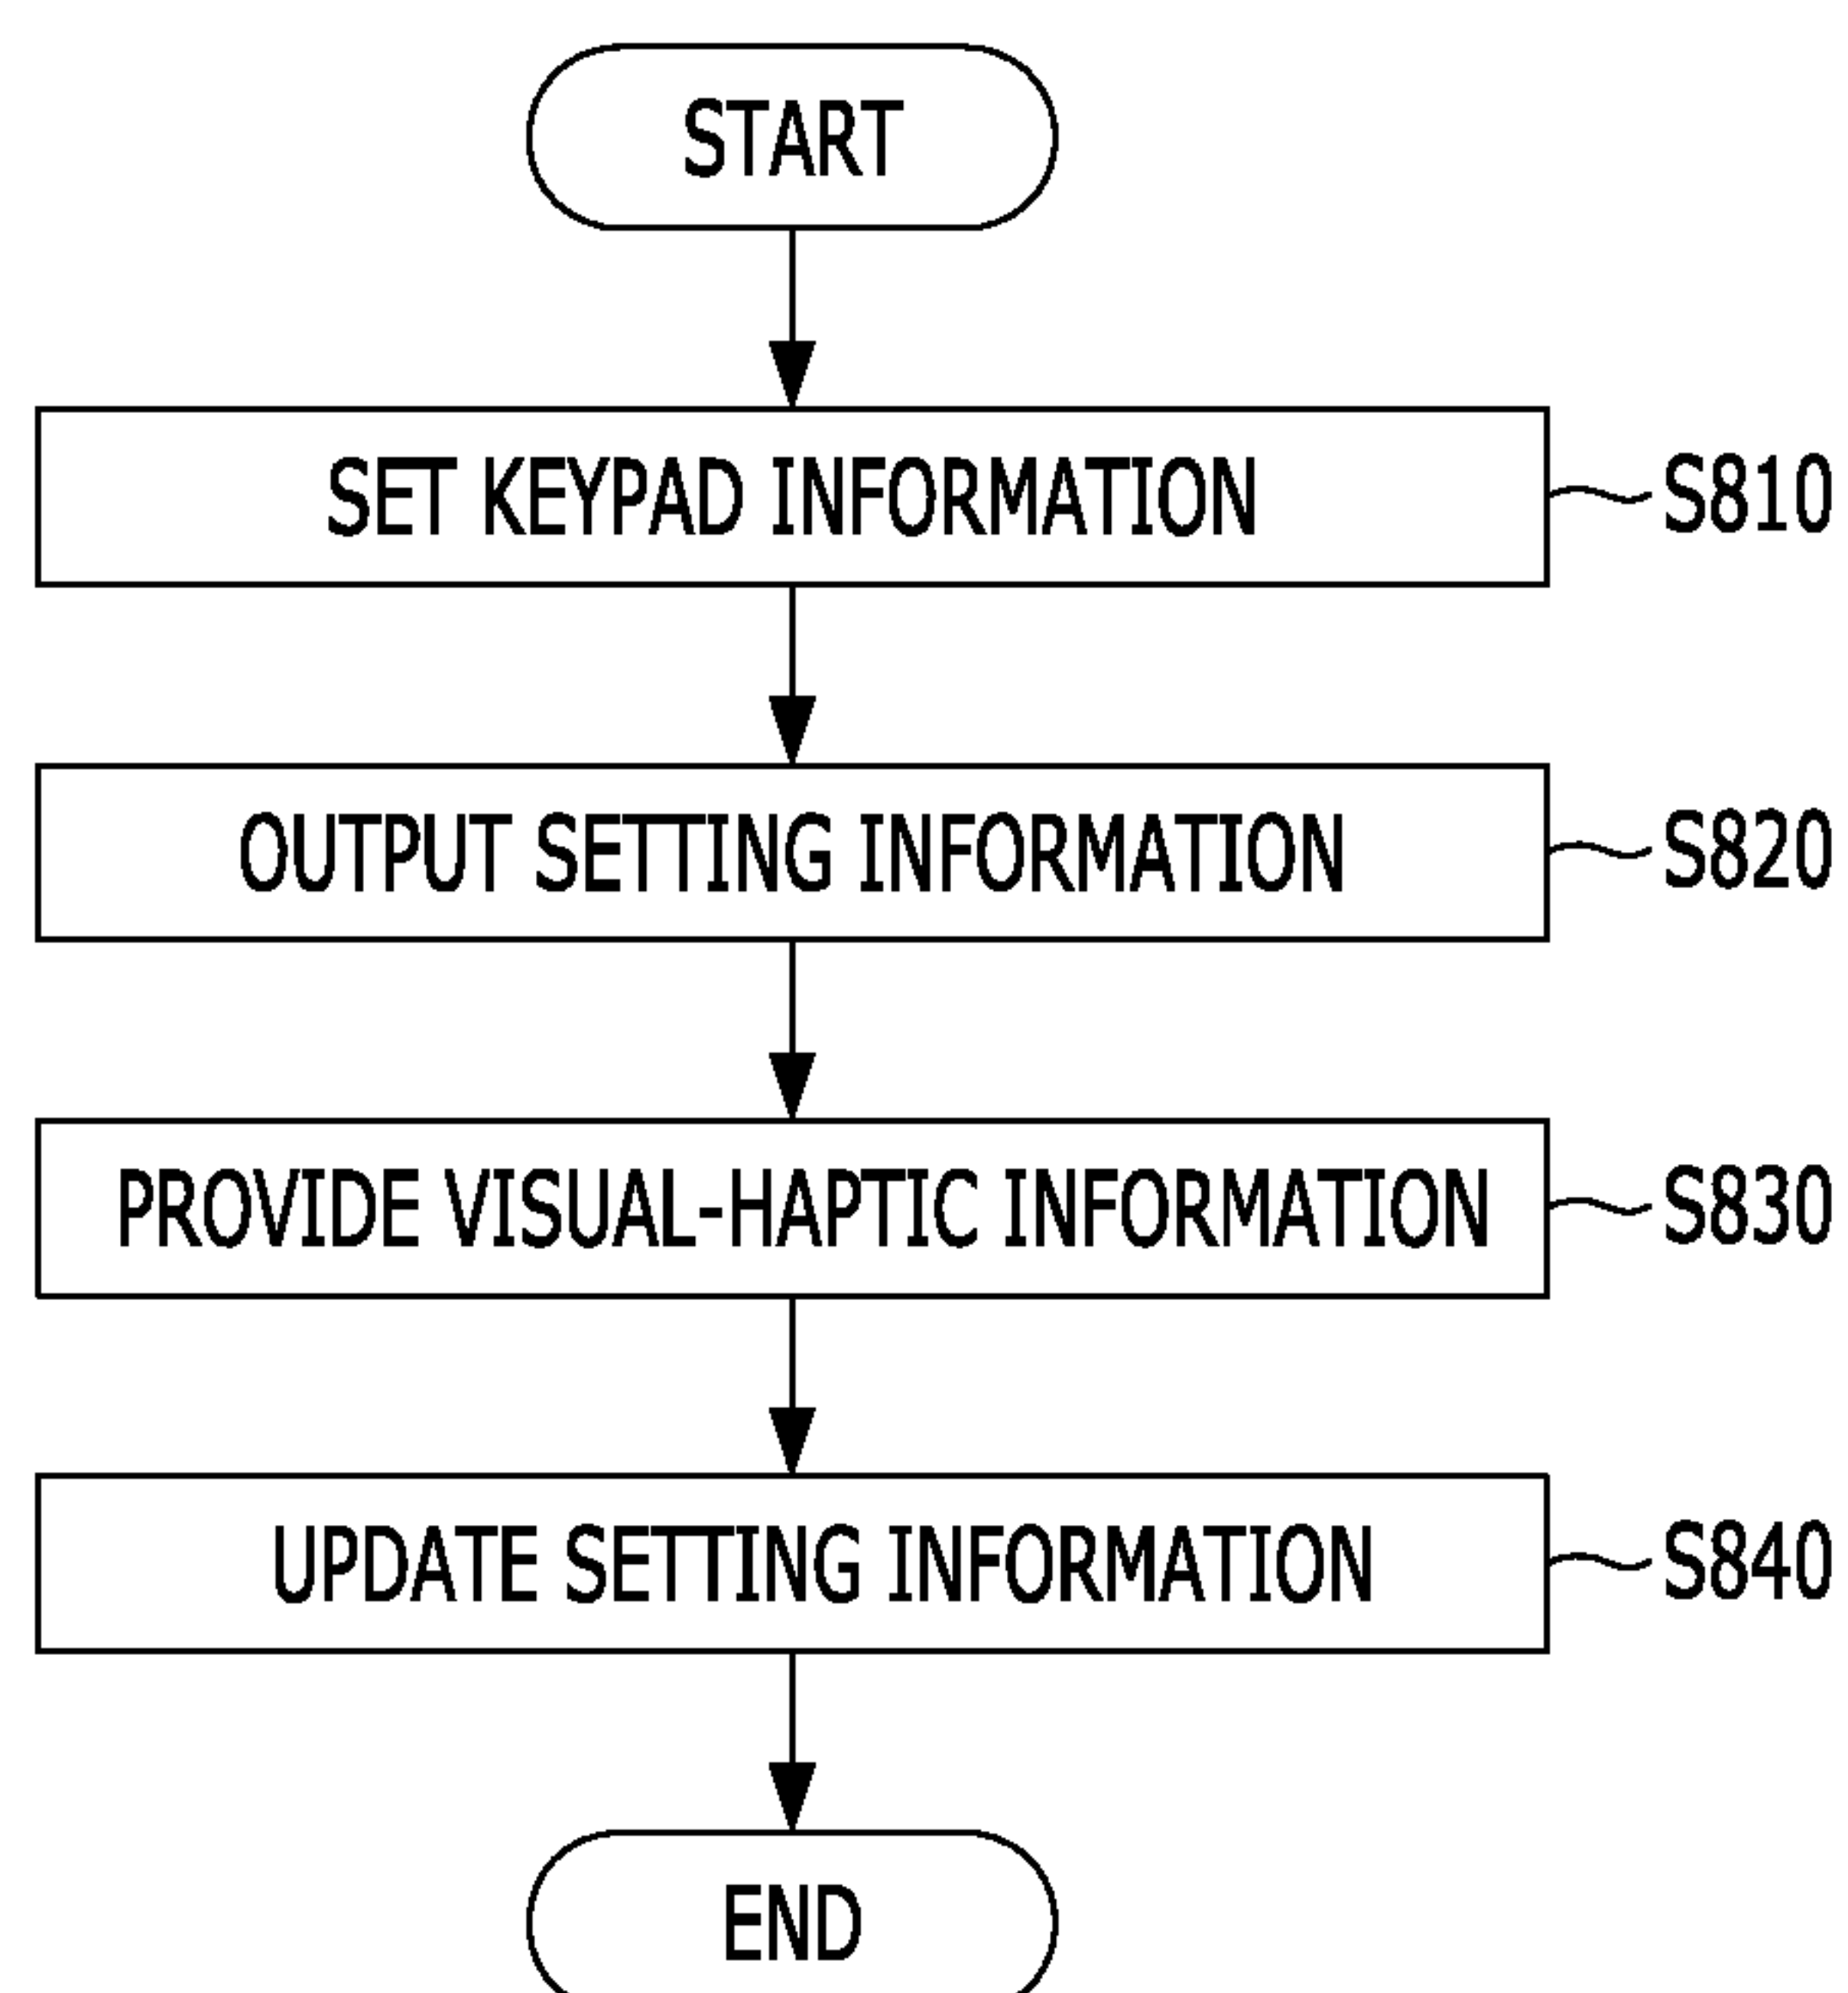 START
SET KEYPAD INFORMATION
S810
OUTPUT SETTING INFORMATION
S820
PROVIDE VISUAL-HAPTIC INFORMATION
S830
UPDATE SETTING INFORMATION
S840
END